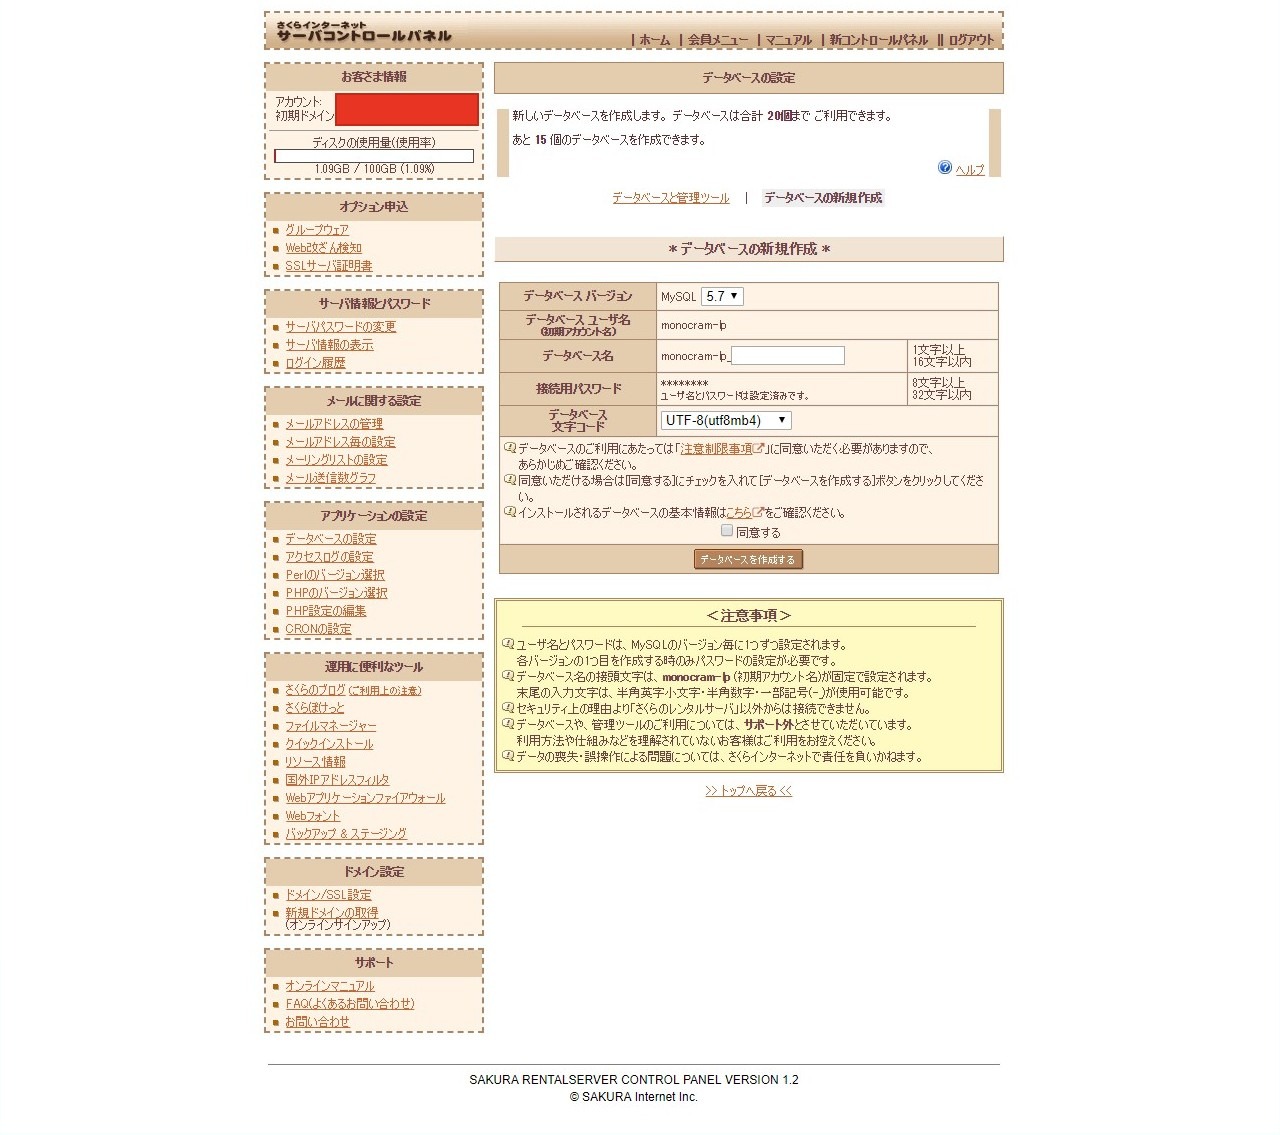 さくらインターネット
サーバコントロールパネル
| ホーム | 会員メニュー | マニュアル | 新コントロールパネル || ログアウト
お客さま情報
アカウント:
初期ドメイン
ディスクの使用量(使用率)
1.09GB / 100GB (1.09%)
オプション申込
グループウェア
Web改ざん検知
SSLサーバ証明書
サーバ情報とパスワード
サーバパスワードの変更
サーバ情報の表示
ログイン履歴
メールに関する設定
メールアドレスの管理
メールアドレス毎の設定
メーリングリストの設定
メール送信数グラフ
アプリケーションの設定
データベースの設定
アクセスログの設定
Perlのバージョン選択
PHPのバージョン選択
PHP設定の編集
CRONの設定
運用に便利なツール
さくらのブログ (ご利用上の注意)
さくらぽけっと
ファイルマネージャー
クイックインストール
リソース情報
国外IPアドレスフィルタ
Webアプリケーションファイアウォール
Webフォント
バックアップ & ステージング
ドメイン設定
ドメイン/SSL設定
新規ドメインの取得
(オンラインサインアップ)
サポート
オンラインマニュアル
FAQ(よくあるお問い合わせ)
お問い合わせ
データベースの設定
新しいデータベースを作成します。データベースは合計 20個まで ご利用できます。
あと 15 個のデータベースを作成できます。
ヘルプ
データベースと管理ツール | データベースの新規作成
* データベースの新規作成 *
データベース バージョン MySQL 5.7
データベース ユーザ名
(初期アカウント名)
monocram-lp
データベース名 monocram-lp_
1文字以上
16文字以内
接続用パスワード
********
ユーザ名とパスワードは設定済みです。
8文字以上
32文字以内
データベース
文字コード
UTF-8(utf8mb4)
データベースのご利用にあたっては「注意制限事項」に同意いただく必要がありますので、
あらかじめご確認ください。
同意いただける場合は[同意する]にチェックを入れて[データベースを作成する]ボタンをクリックしてくださ
い。
インストールされるデータベースの基本情報はこちらをご確認ください。
同意する
データベースを作成する
＜注意事項＞
ユーザ名とパスワードは、MySQLのバージョン毎に1つずつ設定されます。
各バージョンの1つ目を作成する時のみパスワードの設定が必要です。
データベース名の接頭文字は、monocram-lp (初期アカウント名)が固定で設定されます。
末尾の入力文字は、半角英字小文字・半角数字・一部記号(-_)が使用可能です。
セキュリティ上の理由より「さくらのレンタルサーバ」以外からは接続できません。
データベースや、管理ツールのご利用については、サポート外とさせていただいています。
利用方法や仕組みなどを理解されていないお客様はご利用をお控えください。
データの喪失・誤操作による問題については、さくらインターネットで責任を負いかねます。
>> トップへ戻る <<
SAKURA RENTALSERVER CONTROL PANEL VERSION 1.2
© SAKURA Internet Inc.